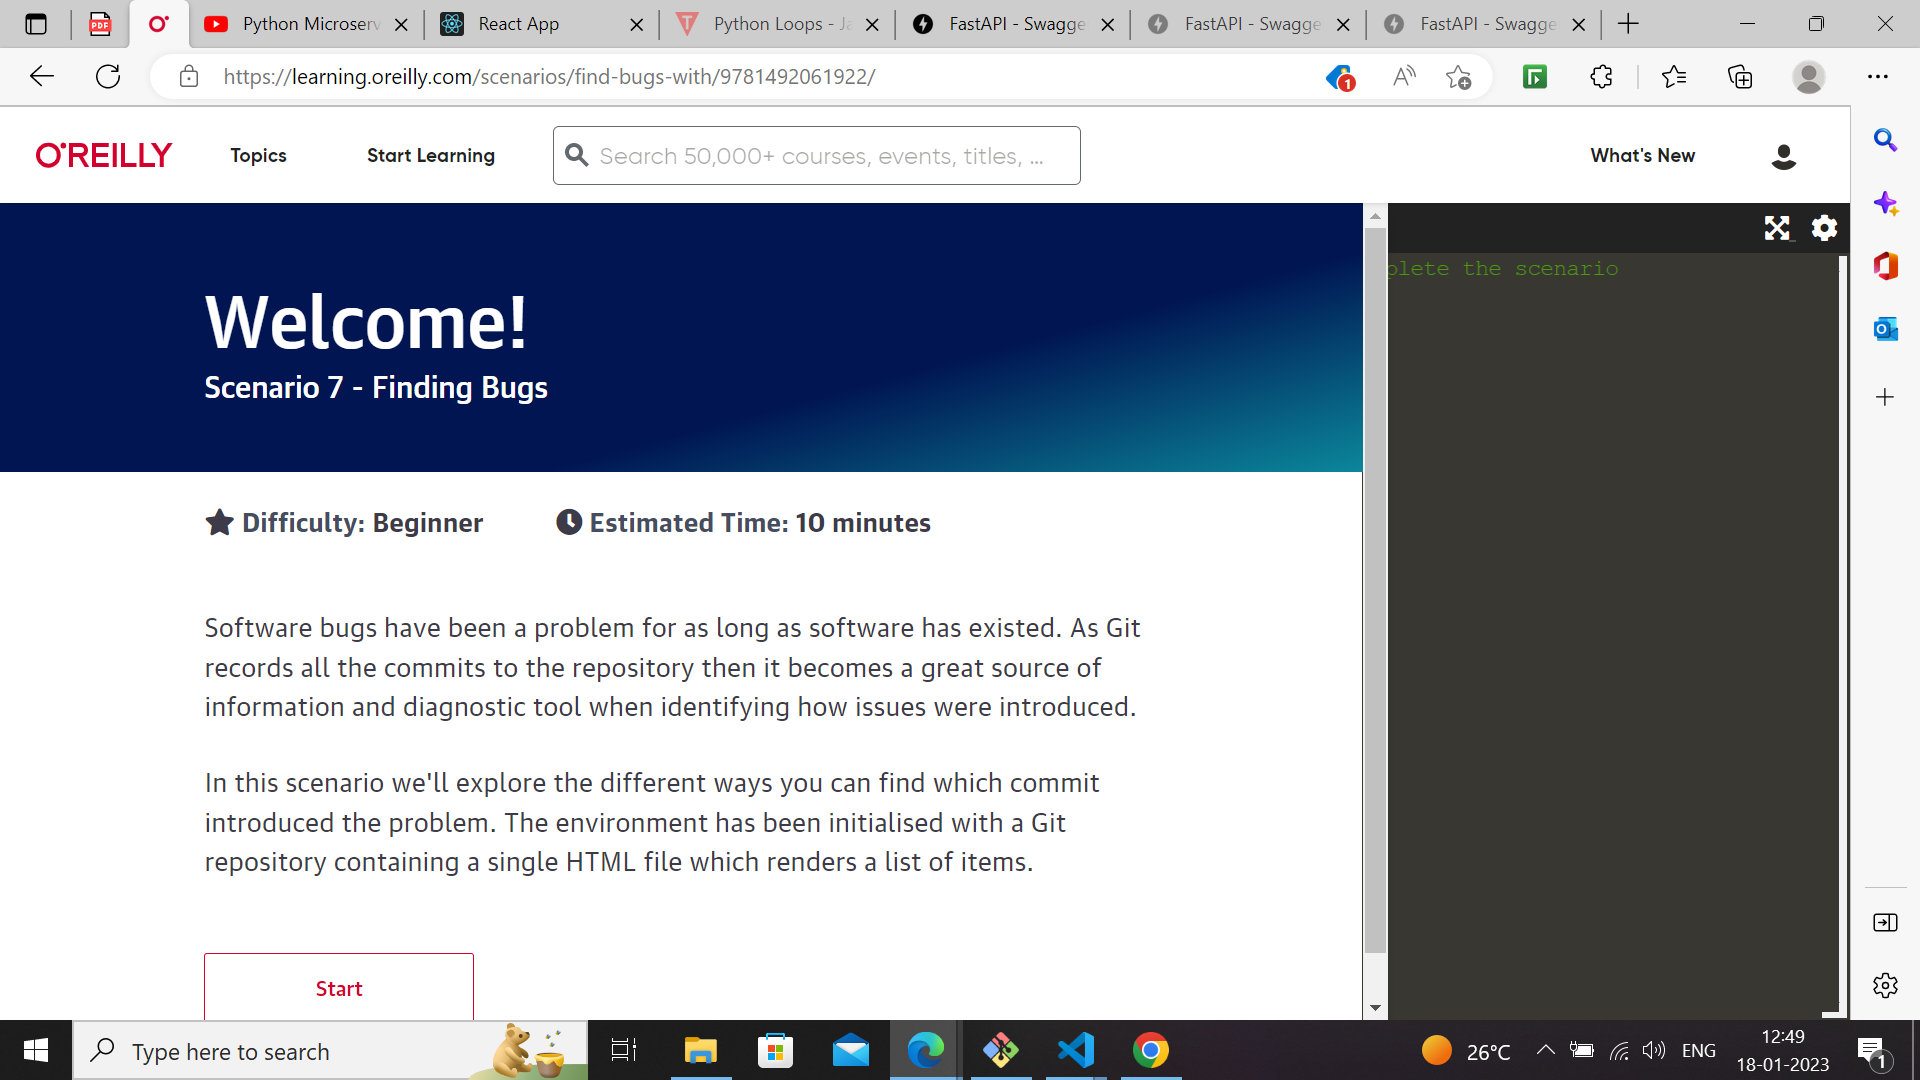 PDF
Python Microserv
React App
Python Loops - Ja
FastAPI - Swagge
FastAPI - Swagge
FastAPI - Swagge
https://learning.oreilly.com/scenarios/find-bugs-with/9781492061922/
1
O'REILLY
Topics
Start Learning
Search 50,000+ courses, events, titles, ...
What's New
plete the scenario
Welcome!
Scenario 7 - Finding Bugs
Difficulty: Beginner
Estimated Time: 10 minutes
Software bugs have been a problem for as long as software has existed. As Git
records all the commits to the repository then it becomes a great source of
information and diagnostic tool when identifying how issues were introduced.
In this scenario we'll explore the different ways you can find which commit
introduced the problem. The environment has been initialised with a Git
repository containing a single HTML file which renders a list of items.
Start
Type here to search
26°C
ENG
12:49
18-01-2023
1